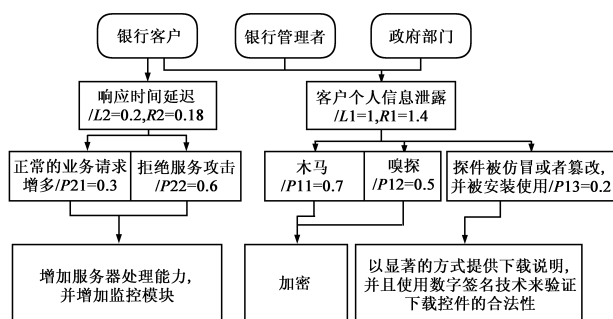 银行客户
银行管理者
政府部门
响应时间延迟
/L2=0.2,R2=0.18
客户个人信息泄露
/L1=1,R1=1.4
正常的业务请求
增多/P21=0.3
拒绝服务攻击
/P22=0.6
木马
/P11=0.7
嗅探
/P12=0.5
探件被仿冒或者篡改,
并被安装使用/P13=0.2
增加服务器处理能力,
并增加监控模块
加密
以显著的方式提供下载说明,
并且使用数字签名技术来验证
下载控件的合法性